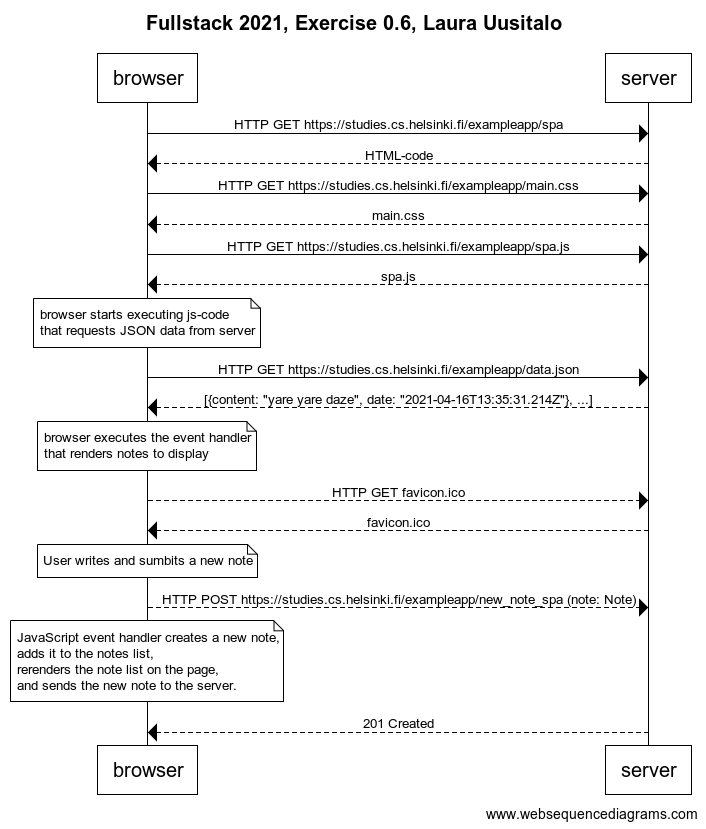 Fullstack 2021, Exercise 0.6, Laura Uusitalo
browser
server
HTTP GET https://studies.cs.helsinki.fi/exampleapp/spa
HTML-code
HTTP GET https://studies.cs.helsinki.fi/exampleapp/main.css
main.css
HTTP GET https://studies.cs.helsinki.fi/exampleapp/spa.js
spa.js
browser starts executing js-code
that requests JSON data from server
HTTP GET https://studies.cs.helsinki.fi/exampleapp/data.json
[{content: "yare yare daze", date: "2021-04-16T13:35:31.214Z"}, ...]
browser executes the event handler
that renders notes to display
HTTP GET favicon.ico
favicon.ico
User writes and sumbits a new note
HTTP POST https://studies.cs.helsinki.fi/exampleapp/new_note_spa (note: Note)
JavaScript event handler creates a new note,
adds it to the notes list,
rerenders the note list on the page,
and sends the new note to the server.
201 Created
browser
server
www.websequencediagrams.com